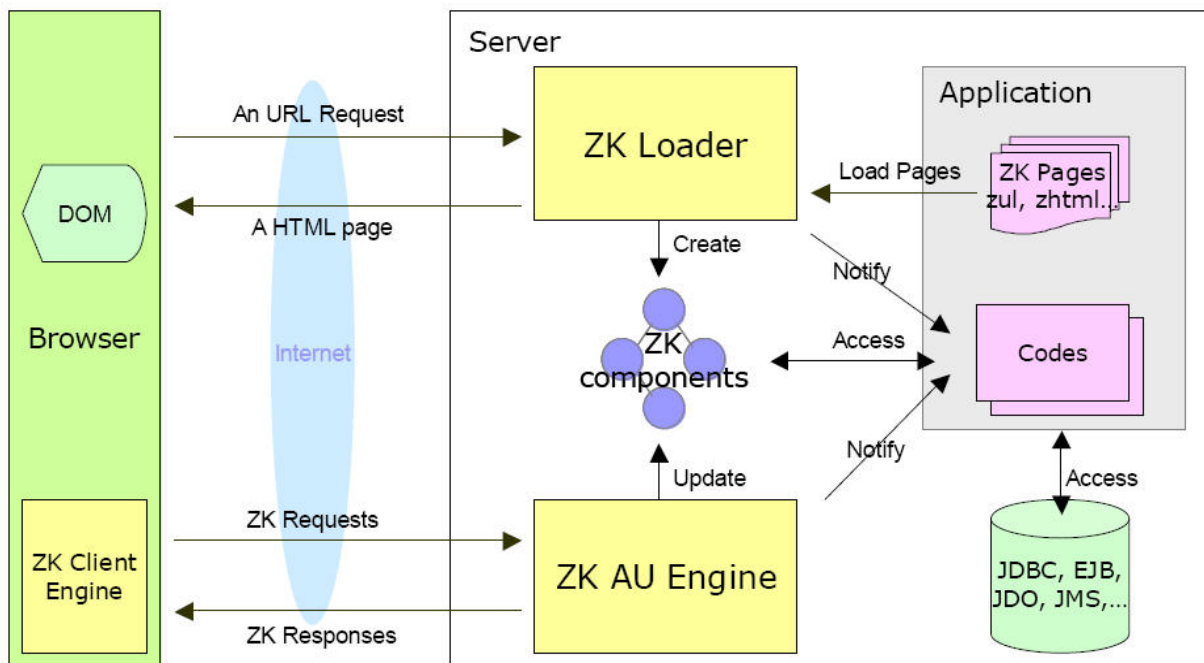 Server
An URL Request
ZK Loader
Application
DOM
A HTML page
Load Pages
ZK Pages
zul, zhtml...
Create
Notify
Browser
Internet
ZK
components
Access
Codes
Notify
Update
Access
ZK Client
Engine
ZK Requests
ZK AU Engine
ZK Responses
JDBC, EJB,
JDO, JMS,...